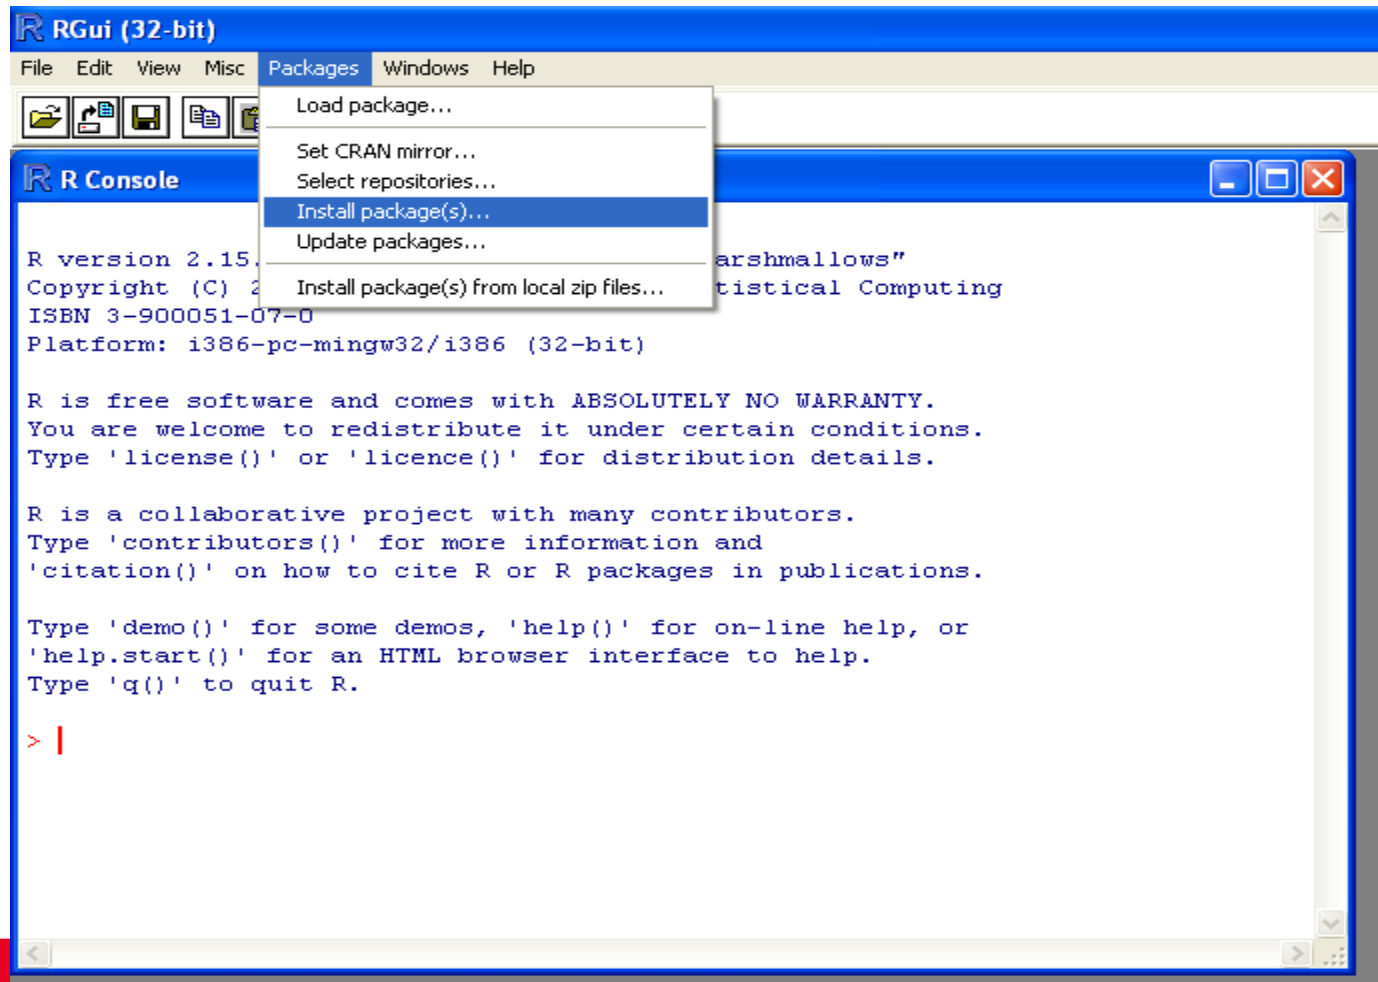 RGui (32-bit)
File Edit View Misc Packages Windows Help
Load package...
Set CRAN mirror...
Select repositories...
Install package(s)...
Update packages...
Install package(s) from local zip files...
R Console
R version 2.15. arshmallows"
Copyright (C) 2 tistical Computing
ISBN 3-900051-07-0
Platform: i386-pc-mingw32/i386 (32-bit)
R is free software and comes with ABSOLUTELY NO WARRANTY.
You are welcome to redistribute it under certain conditions.
Type 'license()' or 'licence()' for distribution details.
R is a collaborative project with many contributors.
Type 'contributors()' for more information and
'citation()' on how to cite R or R packages in publications.
Type 'demo()' for some demos, 'help()' for on-line help, or
'help.start()' for an HTML browser interface to help.
Type 'q()' to quit R.
>